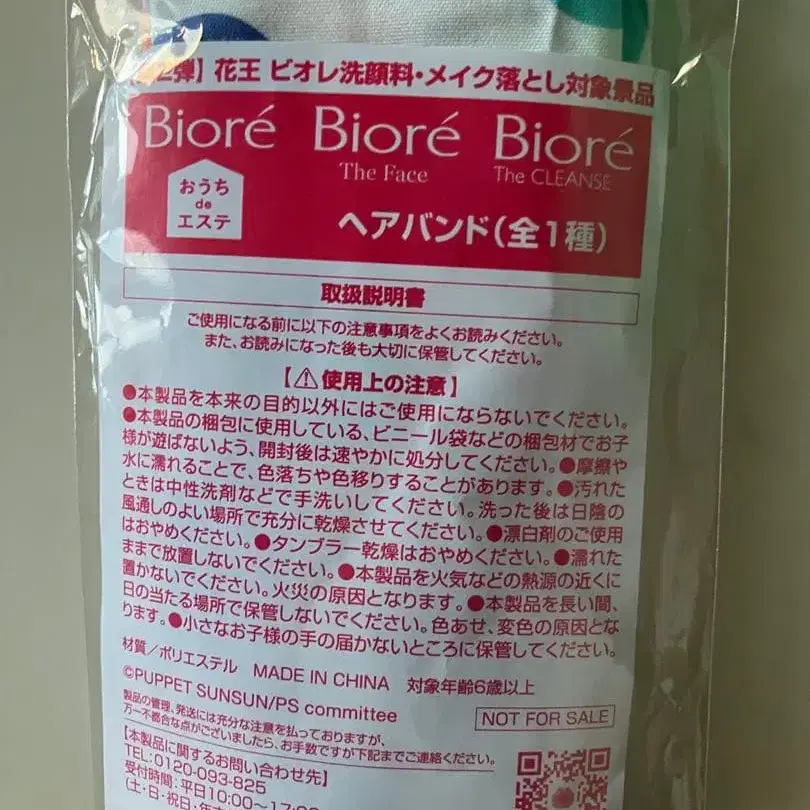 2弾】花王 ビオレ洗顔料・メイク落とし対象景品
Bioré Bioré Bioré
The Face The CLEANSE
おうち
de
エステ
ヘアバンド(全1種)
取扱説明書
ご使用になる前に以下の注意事項をよくお読みください。
また、お読みになった後も大切に保管してください。
【⚠使用上の注意】
●本製品を本来の目的以外にはご使用にならないでください。
●本製品の梱包に使用している、ビニール袋などの梱包材でお子
様が遊ばないよう、開封後は速やかに処分してください。●摩擦や
水に濡れることで、色落ちや色移りすることがあります。●汚れた
ときは中性洗剤などで手洗いしてください。洗った後は日陰の
風通しのよい場所で充分に乾燥させてください。●漂白剤のご使用
はおやめください。●タンブラー乾燥はおやめください。●濡れた
ままで放置しないでください。●本製品を火気などの熱源の近くに
置かないでください。火災の原因となります。●本製品を長い間、
日の当たる場所で保管しないでください。色あせ、変色の原因とな
ります。●小さなお子様の手の届かないところに保管してください。
材質/ポリエステル MADE IN CHINA 対象年齢6歳以上
©PUPPET SUNSUN/PS committee
NOT FOR SALE
製品の管理、発送には充分な注意を払っておりますが、
万一不都合な点がございましたら、お手数ですが下記までご連絡ください。
【本製品に関するお問い合わせ先】
TEL:0120-093-825
受付時間:平日10:00〜17:00
(土・日・祝日・年末